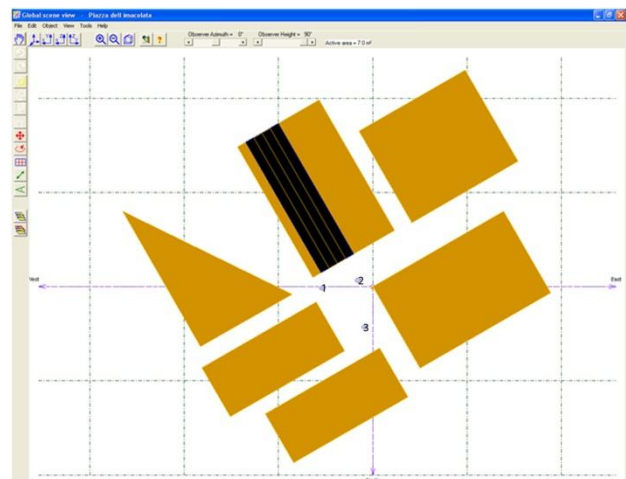 Global scene view - Piazza dell imacolata
File Edit Object View Tools Help
Observer Azimuth = 0° Observer Height = 90°
Active area = 7.0 m²
West
East
2
1
3